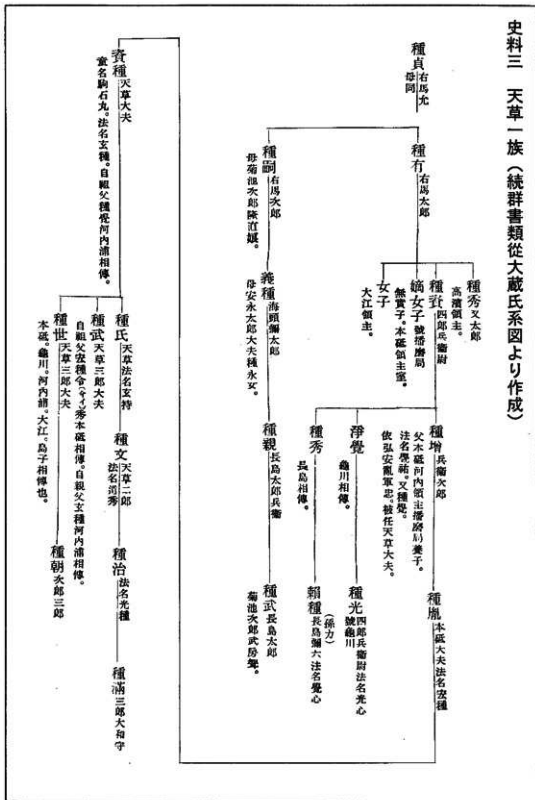 史料三　天草一族（続群書類従大蔵氏系図より作成）
種貞 右馬允
母同
種有 右馬太郎
種秀 又太郎
高濱領主。
種資 四郎兵衛尉
嫡女子 號播磨局
無實子。本砥領主室。
女子
大江領主。
種増 兵衛次郎
父本砥河内領主播磨局養子。
法名覺祐。又種覺。
依弘安軍忠。被任天草大夫。
種胤 本砥大夫法名安種
淨覺
龜川相傳。
種光 四郎兵衛尉法名光心
號龜川
種秀
長島相傳。
(孫カ)
頼種 長島彌六法名覺心
種嗣 右馬次郎
母菊池次郎隆直孃。
義種 海頭彌太郎
母安永太郎大夫種永女。
種親 長島太郎兵衛
種武 長島太郎
菊池次郎武房聟。
資種 天草大夫
童名駒石丸。法名玄種。自祖父種覺河内浦相傳。
種氏 天草法名玄持
種文 天草二郎
法名尚秀
種治 法名光種
種滿 三郎大和守
種武 天草三郎大夫
自祖父安種令(今イ)秀本砥相傳。自親父玄種河内浦相傳。
種世 天草三郎大夫
本砥。龜川。河内浦。大江。島子相傳也。
種朝 次郎三郎